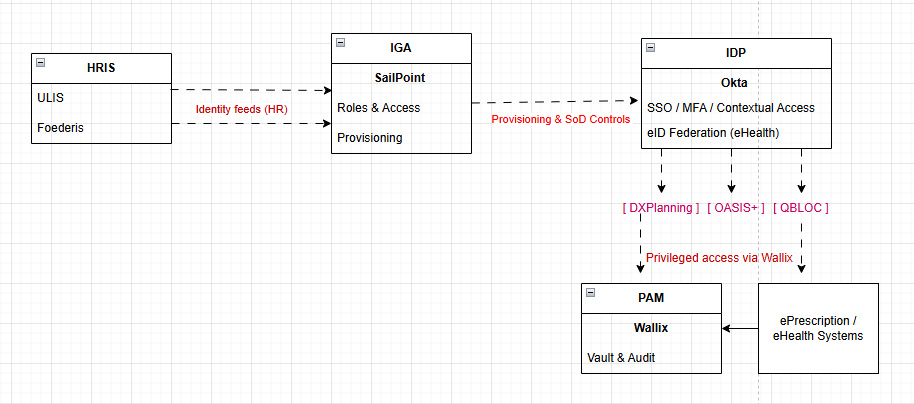 HRIS
ULIS
Foederis
Identity feeds (HR)
IGA
SailPoint
Roles & Access
Provisioning
Provisioning & SoD Controls
IDP
Okta
SSO / MFA / Contextual Access
eID Federation (eHealth)
[ DXPlanning ] [ OASIS+ ] [ QBLOC ]
Privileged access via Wallix
PAM
Wallix
Vault & Audit
ePrescription /
eHealth Systems